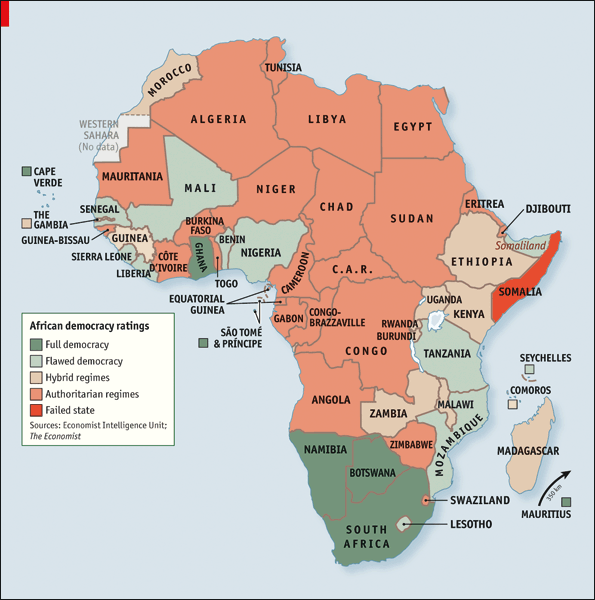 MOROCCO
TUNISIA
ALGERIA
LIBYA
EGYPT
WESTERN
SAHARA
(No data)
CAPE
VERDE
MAURITANIA
MALI
NIGER
CHAD
SUDAN
ERITREA
DJIBOUTI
Somaliland
THE
GAMBIA
SENEGAL
GUINEA-BISSAU
GUINEA
SIERRA LEONE
LIBERIA
CÔTE
D'IVOIRE
BURKINA
FASO
GHANA
TOGO
BENIN
NIGERIA
CAMEROON
C.A.R.
ETHIOPIA
SOMALIA
EQUATORIAL
GUINEA
SÃO TOMÉ
& PRÍNCIPE
GABON
CONGO-
BRAZZAVILLE
CONGO
UGANDA
KENYA
RWANDA
BURUNDI
TANZANIA
SEYCHELLES
COMOROS
ANGOLA
ZAMBIA
MALAWI
MOZAMBIQUE
ZIMBABWE
MADAGASCAR
350 km
MAURITIUS
NAMIBIA
BOTSWANA
SWAZILAND
LESOTHO
SOUTH
AFRICA
African democracy ratings
Full democracy
Flawed democracy
Hybrid regimes
Authoritarian regimes
Failed state
Sources: Economist Intelligence Unit;
The Economist